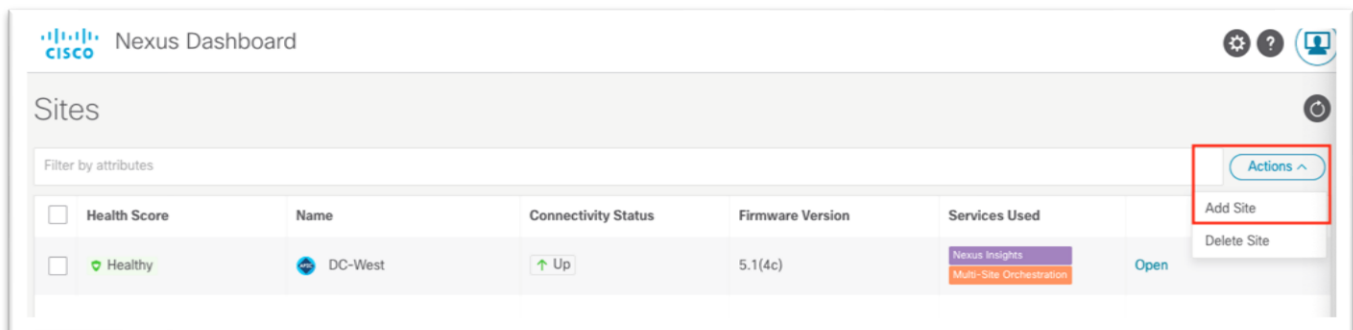 CISCO Nexus Dashboard
Sites
Filter by attributes
Actions
Add Site
Delete Site
Health Score Name Connectivity Status Firmware Version Services Used
Healthy DC-West Up 5.1(4c) Nexus Insights Open
Multi-Site Orchestration